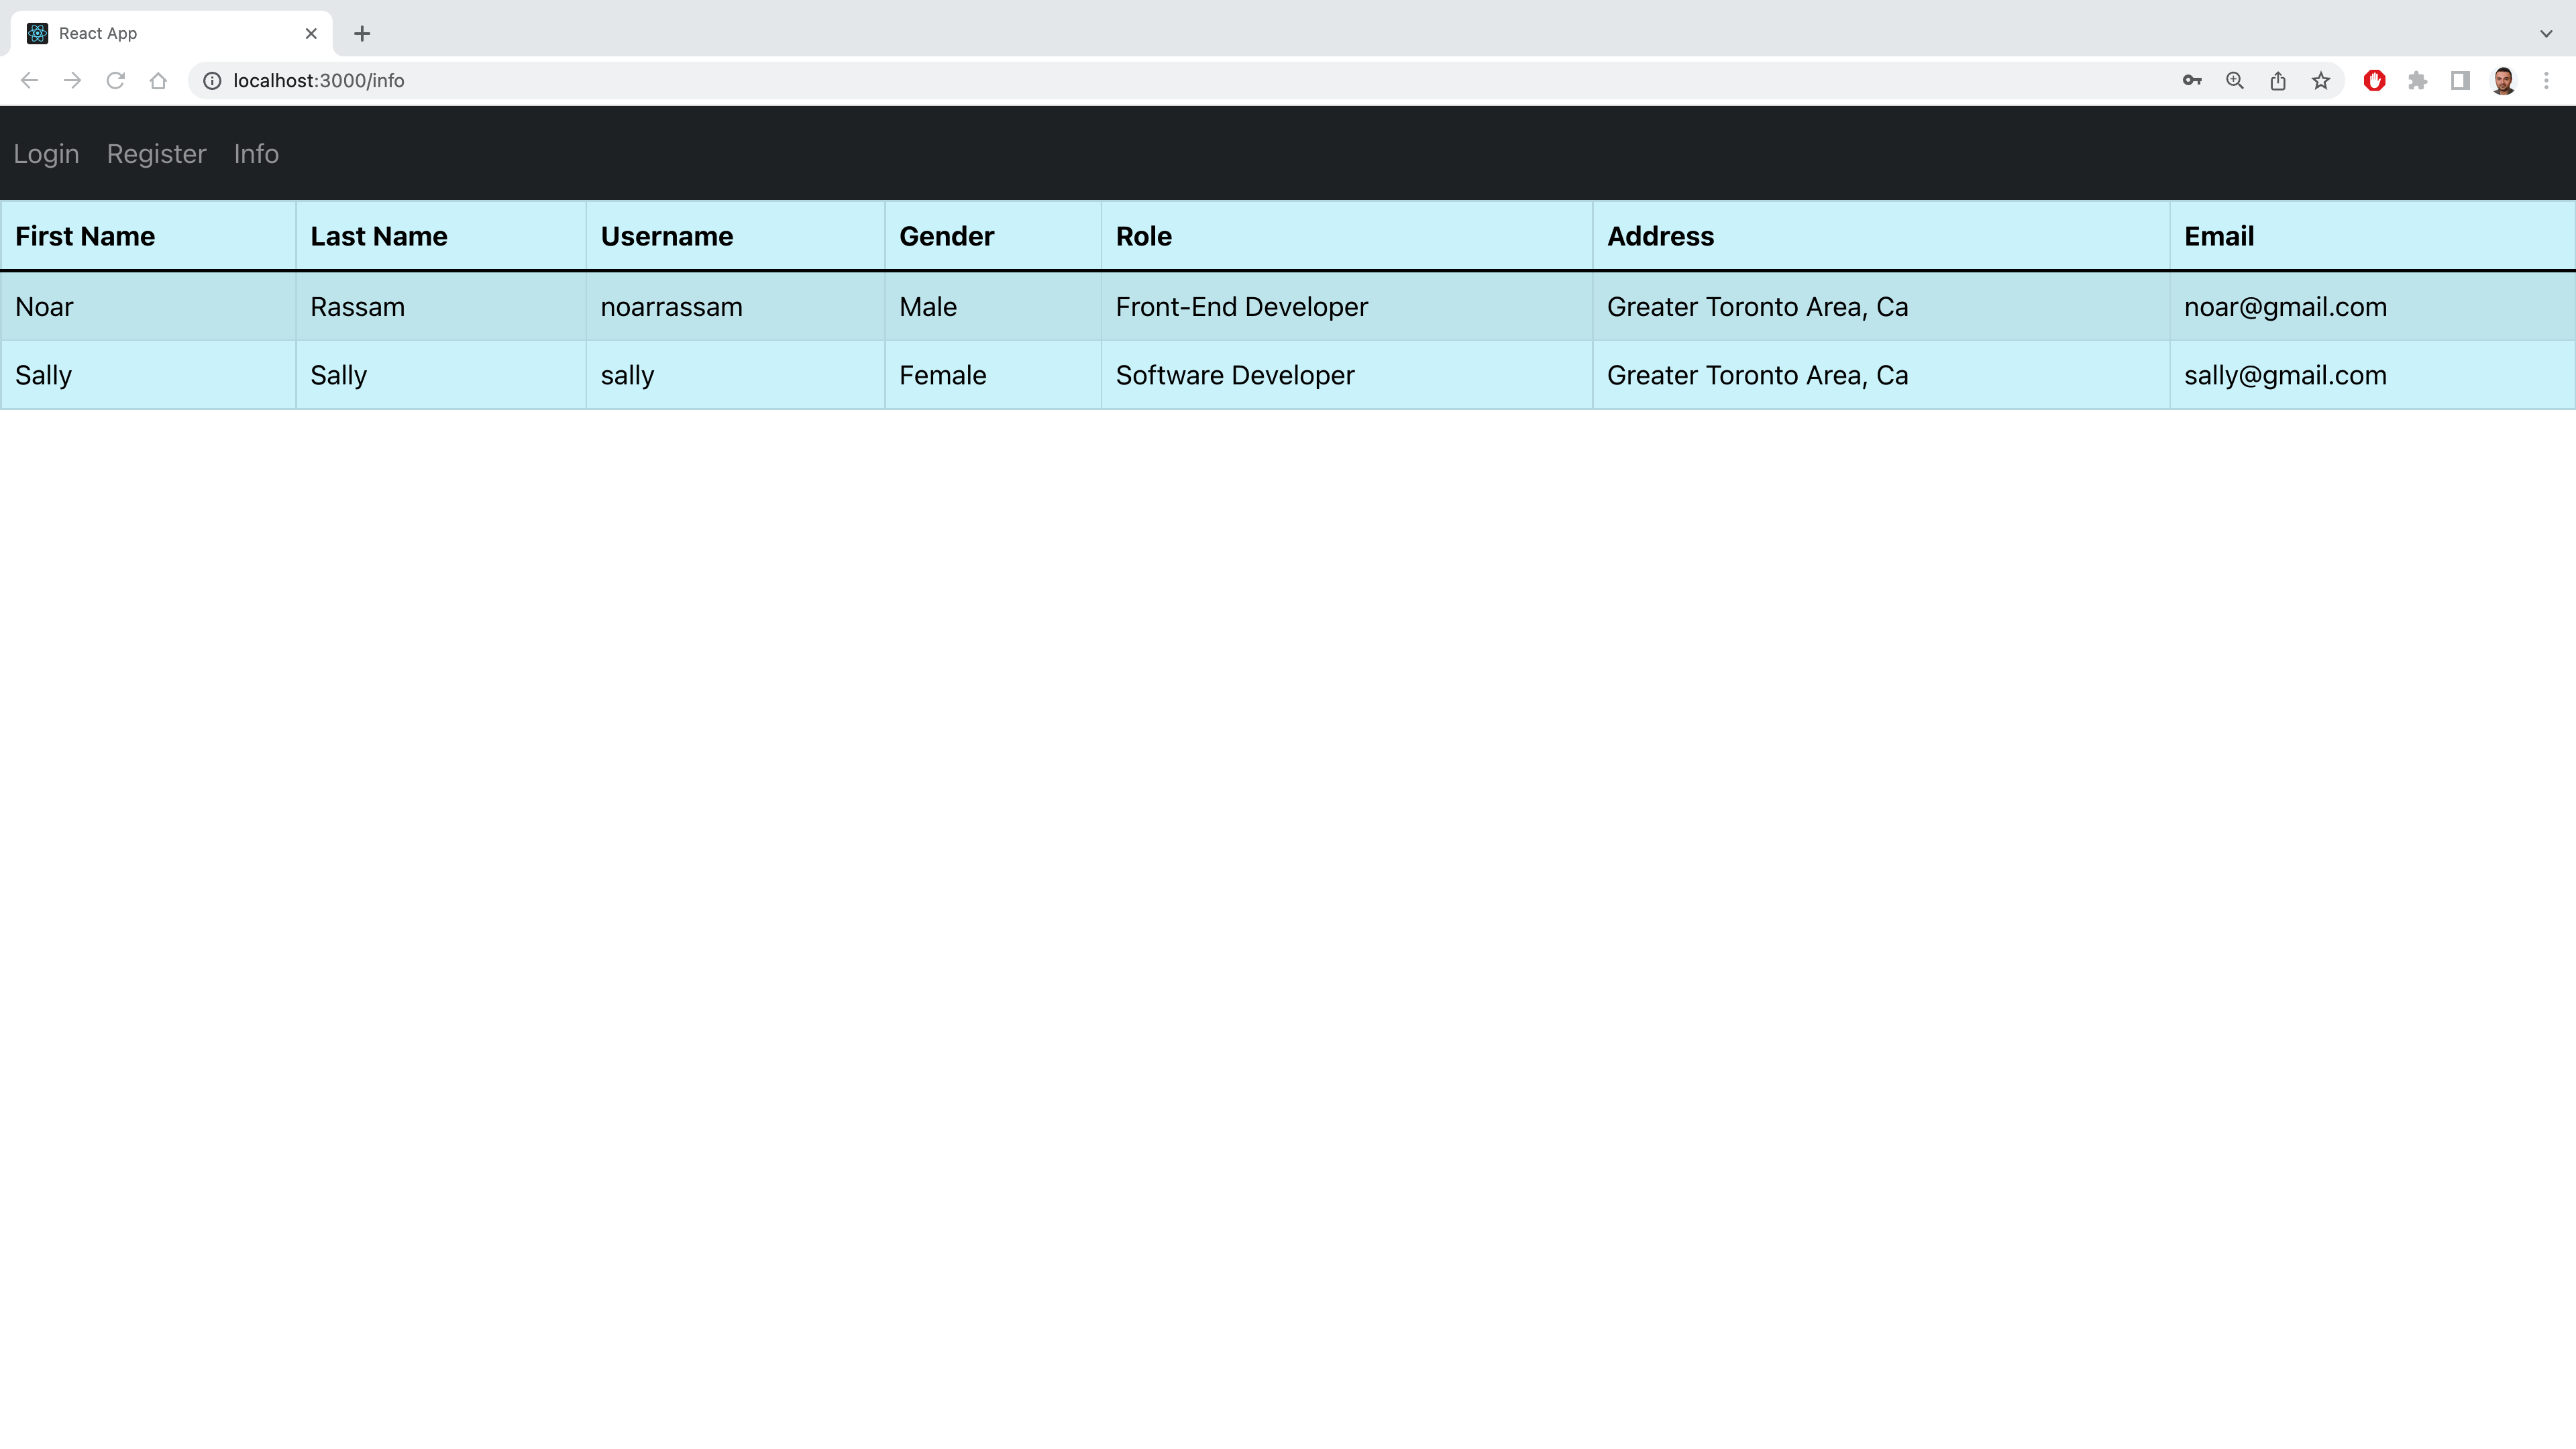 React App
localhost:3000/info
Login Register Info
First Name Last Name Username Gender Role Address Email
Noar Rassam noarrassam Male Front-End Developer Greater Toronto Area, Ca noar@gmail.com
Sally Sally sally Female Software Developer Greater Toronto Area, Ca sally@gmail.com